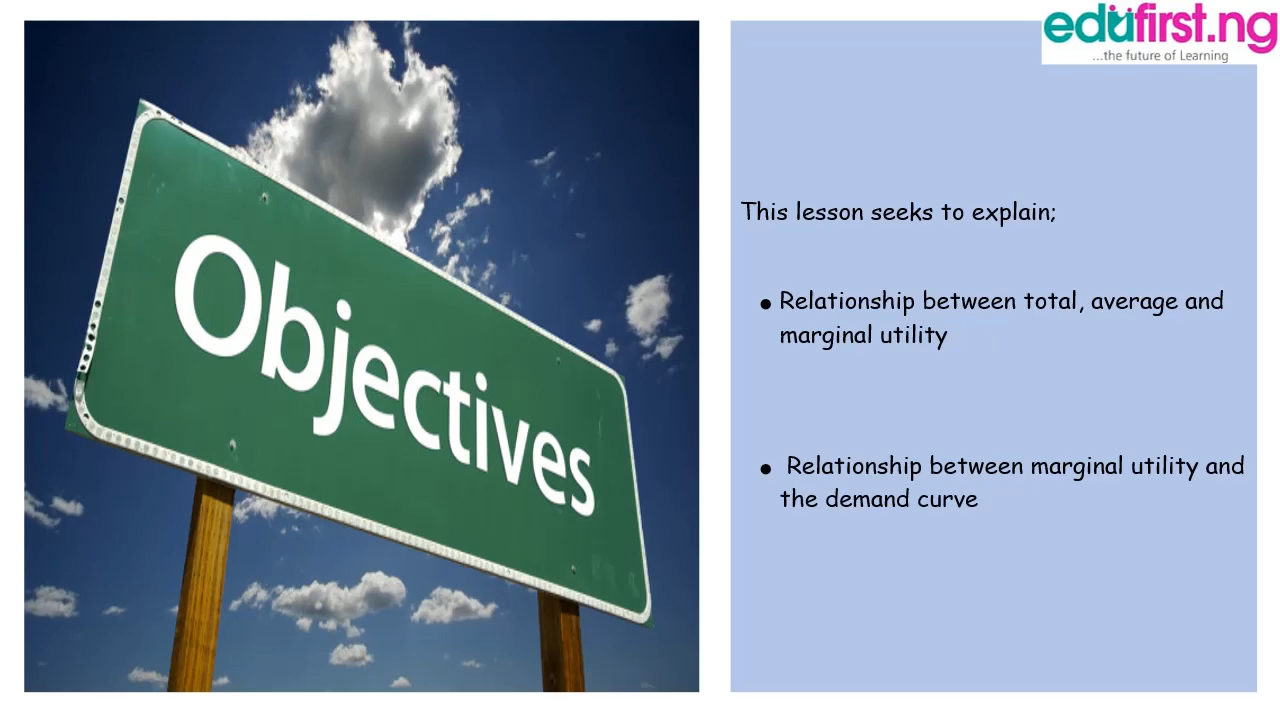 edufirst.ng
...the future of Learning
Objectives
This lesson seeks to explain;
• Relationship between total, average and
marginal utility
• Relationship between marginal utility and
the demand curve